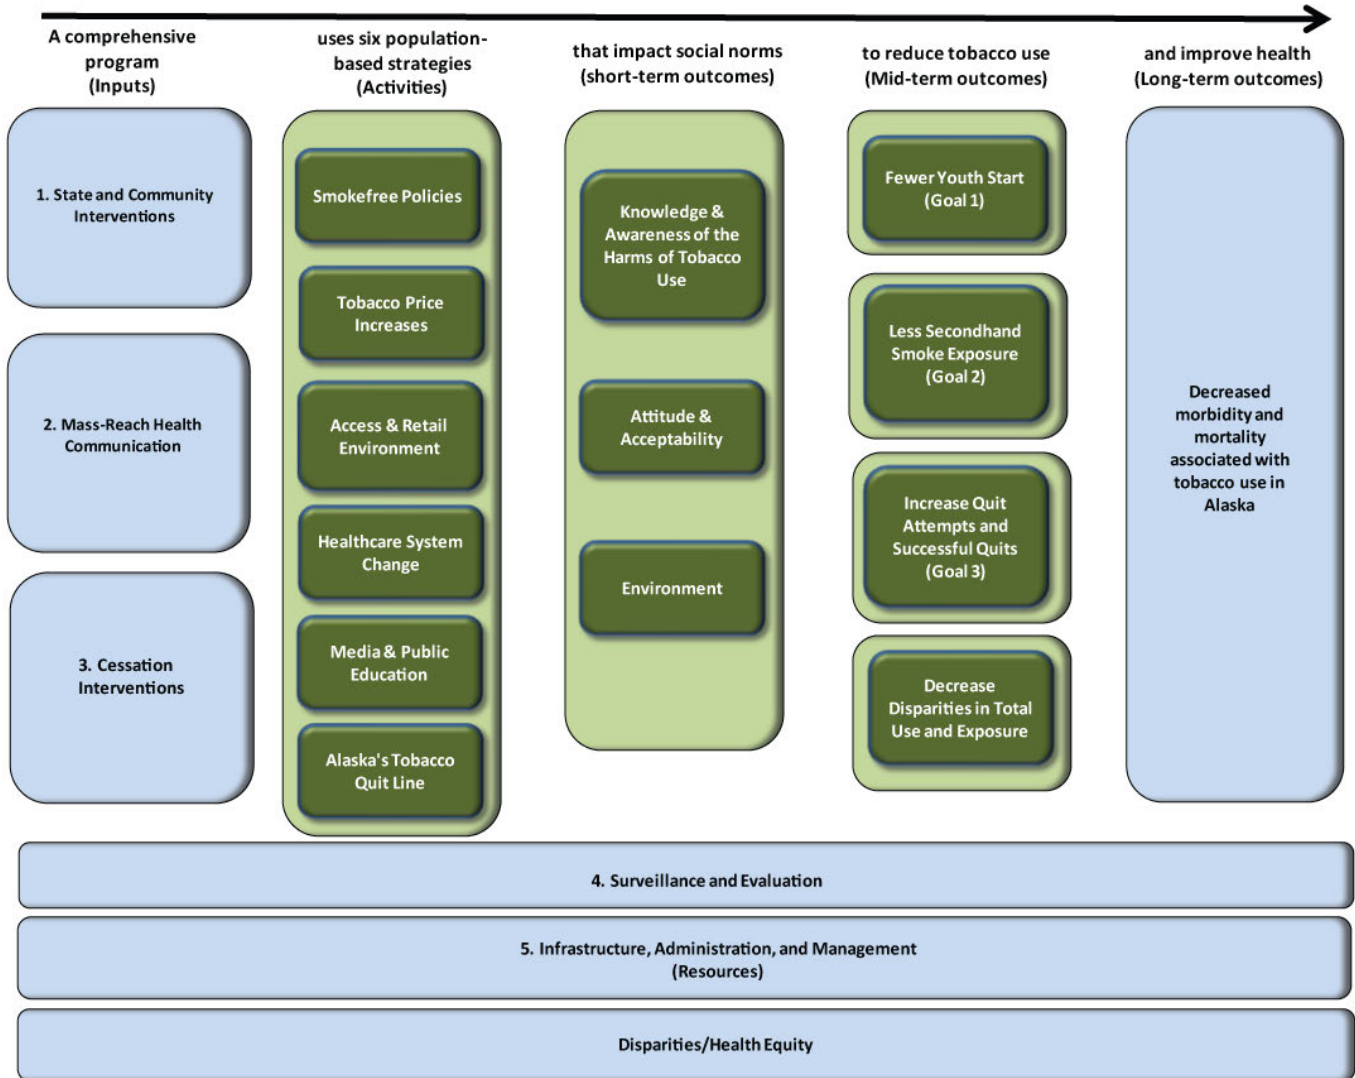 A comprehensive
program
(Inputs)
uses six population-
based strategies
(Activities)
that impact social norms
(short-term outcomes)
to reduce tobacco use
(Mid-term outcomes)
and improve health
(Long-term outcomes)
1. State and Community
Interventions
2. Mass-Reach Health
Communication
3. Cessation
Interventions
Smokefree Policies
Tobacco Price
Increases
Access & Retail
Environment
Healthcare System
Change
Media & Public
Education
Alaska's Tobacco
Quit Line
Knowledge &
Awareness of the
Harms of Tobacco
Use
Attitude &
Acceptability
Environment
Fewer Youth Start
(Goal 1)
Less Secondhand
Smoke Exposure
(Goal 2)
Increase Quit
Attempts and
Successful Quits
(Goal 3)
Decrease
Disparities in Total
Use and Exposure
Decreased
morbidity and
mortality
associated with
tobacco use in
Alaska
4. Surveillance and Evaluation
5. Infrastructure, Administration, and Management
(Resources)
Disparities/Health Equity